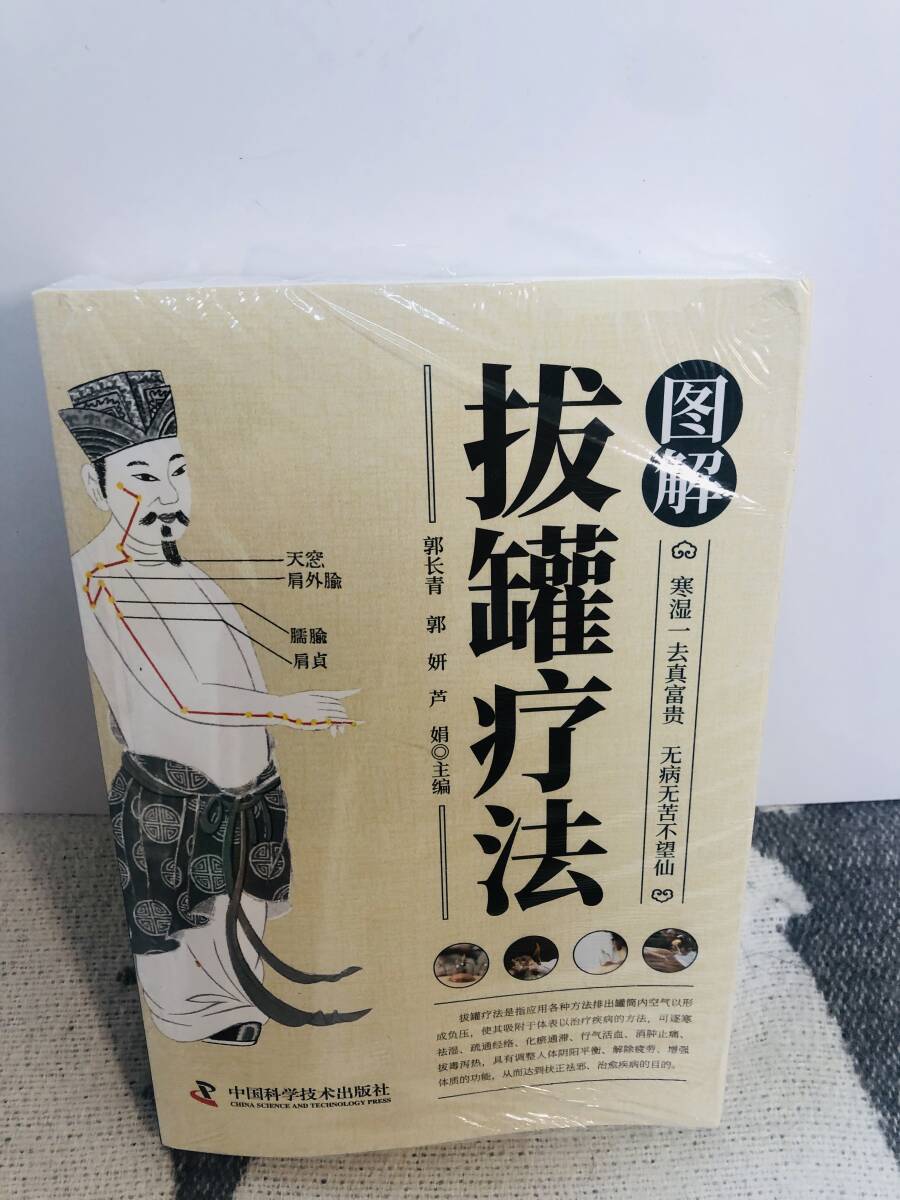 图解
拔罐疗法
寒湿一去真富贵 无病无苦不望仙
郭长青 郭妍 芦娟◎主编
天窓
肩外腧
臑腧
肩貞
拔罐疗法是指应用各种方法排出罐筒内空气以形
成负压，使其吸附于体表以治疗疾病的方法，可逐寒
祛湿、疏通经络、化瘀通滞、行气活血、消肿止痛、
拔毒泻热，具有调整人体阴阳平衡、解除疲劳、增强
体质的功能，从而达到扶正祛邪、治愈疾病的目的。
中国科学技术出版社
CHINA SCIENCE AND TECHNOLOGY PRESS